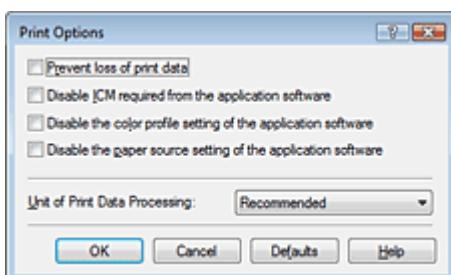 Print Options
Prevent loss of print data
Disable ICM required from the application software
Disable the color profile setting of the application software
Disable the paper source setting of the application software
Unit of Print Data Processing: Recommended
OK Cancel Defaults Help